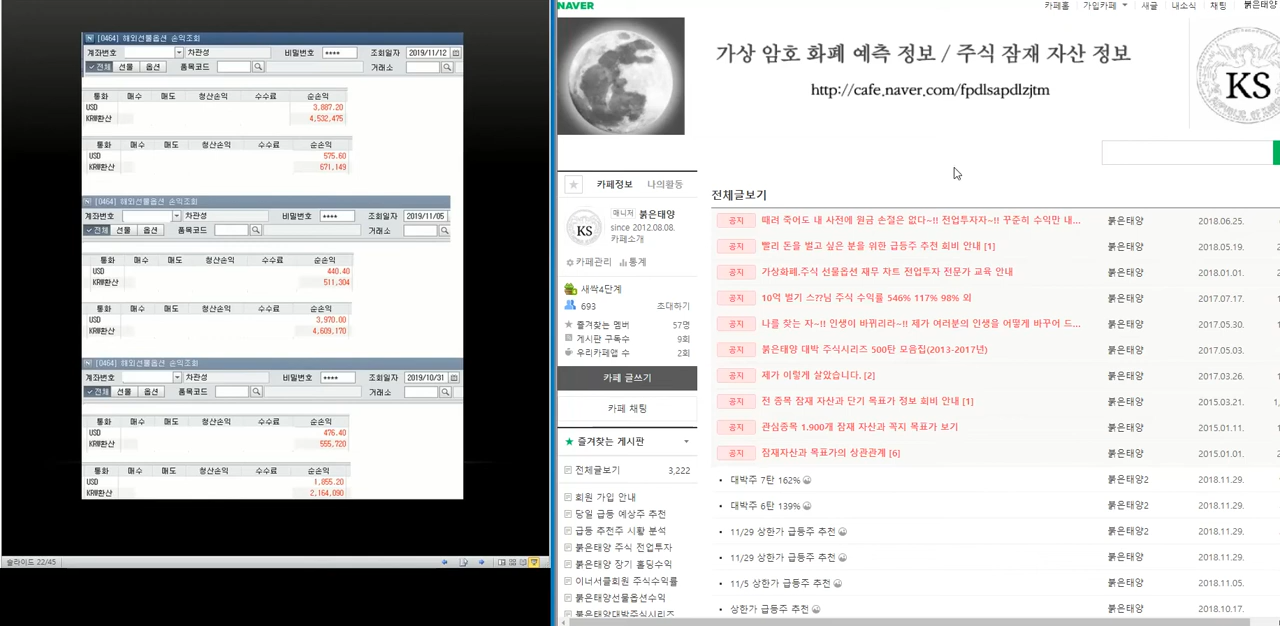 [0464] 해외선물옵션 손익조회
계좌번호 차관성 비밀번호 **** 조회일자 2019/11/12
전체 선물 옵션 품목코드 거래소
통화 매수 매도 청산손익 수수료 순손익
USD 3,887.20
KRW환산 4,532,475
통화 매수 매도 청산손익 수수료 순손익
USD 575.60
KRW환산 671,149
[0464] 해외선물옵션 손익조회
계좌번호 차관성 비밀번호 **** 조회일자 2019/11/05
전체 선물 옵션 품목코드 거래소
통화 매수 매도 청산손익 수수료 순손익
USD 440.40
KRW환산 511,304
통화 매수 매도 청산손익 수수료 순손익
USD 3,970.00
KRW환산 4,609,170
[0464] 해외선물옵션 손익조회
계좌번호 차관성 비밀번호 **** 조회일자 2019/10/31
전체 선물 옵션 품목코드 거래소
통화 매수 매도 청산손익 수수료 순손익
USD 476.40
KRW환산 555,720
통화 매수 매도 청산손익 수수료 순손익
USD 1,855.20
KRW환산 2,164,090
슬라이드 22/45
NAVER 카페홈 가입카페 새글 내소식 채팅 붉은태양
가상 암호 화폐 예측 정보 / 주식 잠재 자산 정보
http://cafe.naver.com/fpdlsapdlzjtm
KS
카페정보 나의활동
KS
매니저 붉은태양
since 2012.08.08.
카페소개
카페관리 통계
새싹4단계
693 초대하기
즐겨찾는 멤버 57명
게시판 구독수 9회
우리카페앱 수 2회
카페 글쓰기
카페 채팅
즐겨찾는 게시판
전체글보기 3,222
회원 가입 안내
당일 급등 예상주 추천
급등 추천주 시황 분석
붉은태양 주식 전업투자
붉은태양 장기 홀딩수익
이너서클회원 주식수익률
붉은태양선물옵션수익
붉은태양대박주식시리즈
전체글보기
공지 때려 죽어도 내 사전에 원금 손절은 없다~!! 전업투자자~!! 꾸준히 수익만 내... 붉은태양 2018.06.25.
공지 빨리 돈을 벌고 싶은 분을 위한 급등주 추천 회비 안내 [1] 붉은태양 2018.05.19.
공지 가상화폐.주식 선물옵션 재무 차트 전업투자 전문가 교육 안내 붉은태양 2018.01.01.
공지 10억 벌기 스??님 주식 수익률 546% 117% 98% 외 붉은태양 2017.07.17.
공지 나를 찾는 자~!! 인생이 바뀌리라~!! 제가 여러분의 인생을 어떻게 바꾸어 드... 붉은태양 2017.05.30.
공지 붉은태양 대박 주식시리즈 500탄 모음집(2013-2017년) 붉은태양 2017.05.03.
공지 제가 이렇게 살았습니다. [2] 붉은태양 2017.03.26.
공지 전 종목 잠재 자산과 단기 목표가 정보 회비 안내 [1] 붉은태양 2015.03.21.
공지 관심종목 1.900개 잠재 자산과 꼭지 목표가 보기 붉은태양 2015.01.11.
공지 잠재자산과 목표가의 상관관계 [6] 붉은태양 2015.01.01.
대박주 7탄 162% 붉은태양2 2018.11.29.
대박주 6탄 139% 붉은태양2 2018.11.29.
11/29 상한가 급등주 추천 붉은태양2 2018.11.29.
11/29 상한가 급등주 추천 붉은태양 2018.11.29.
11/5 상한가 급등주 추천 붉은태양 2018.11.05.
상한가 급등주 추천 붉은태양 2018.10.17.